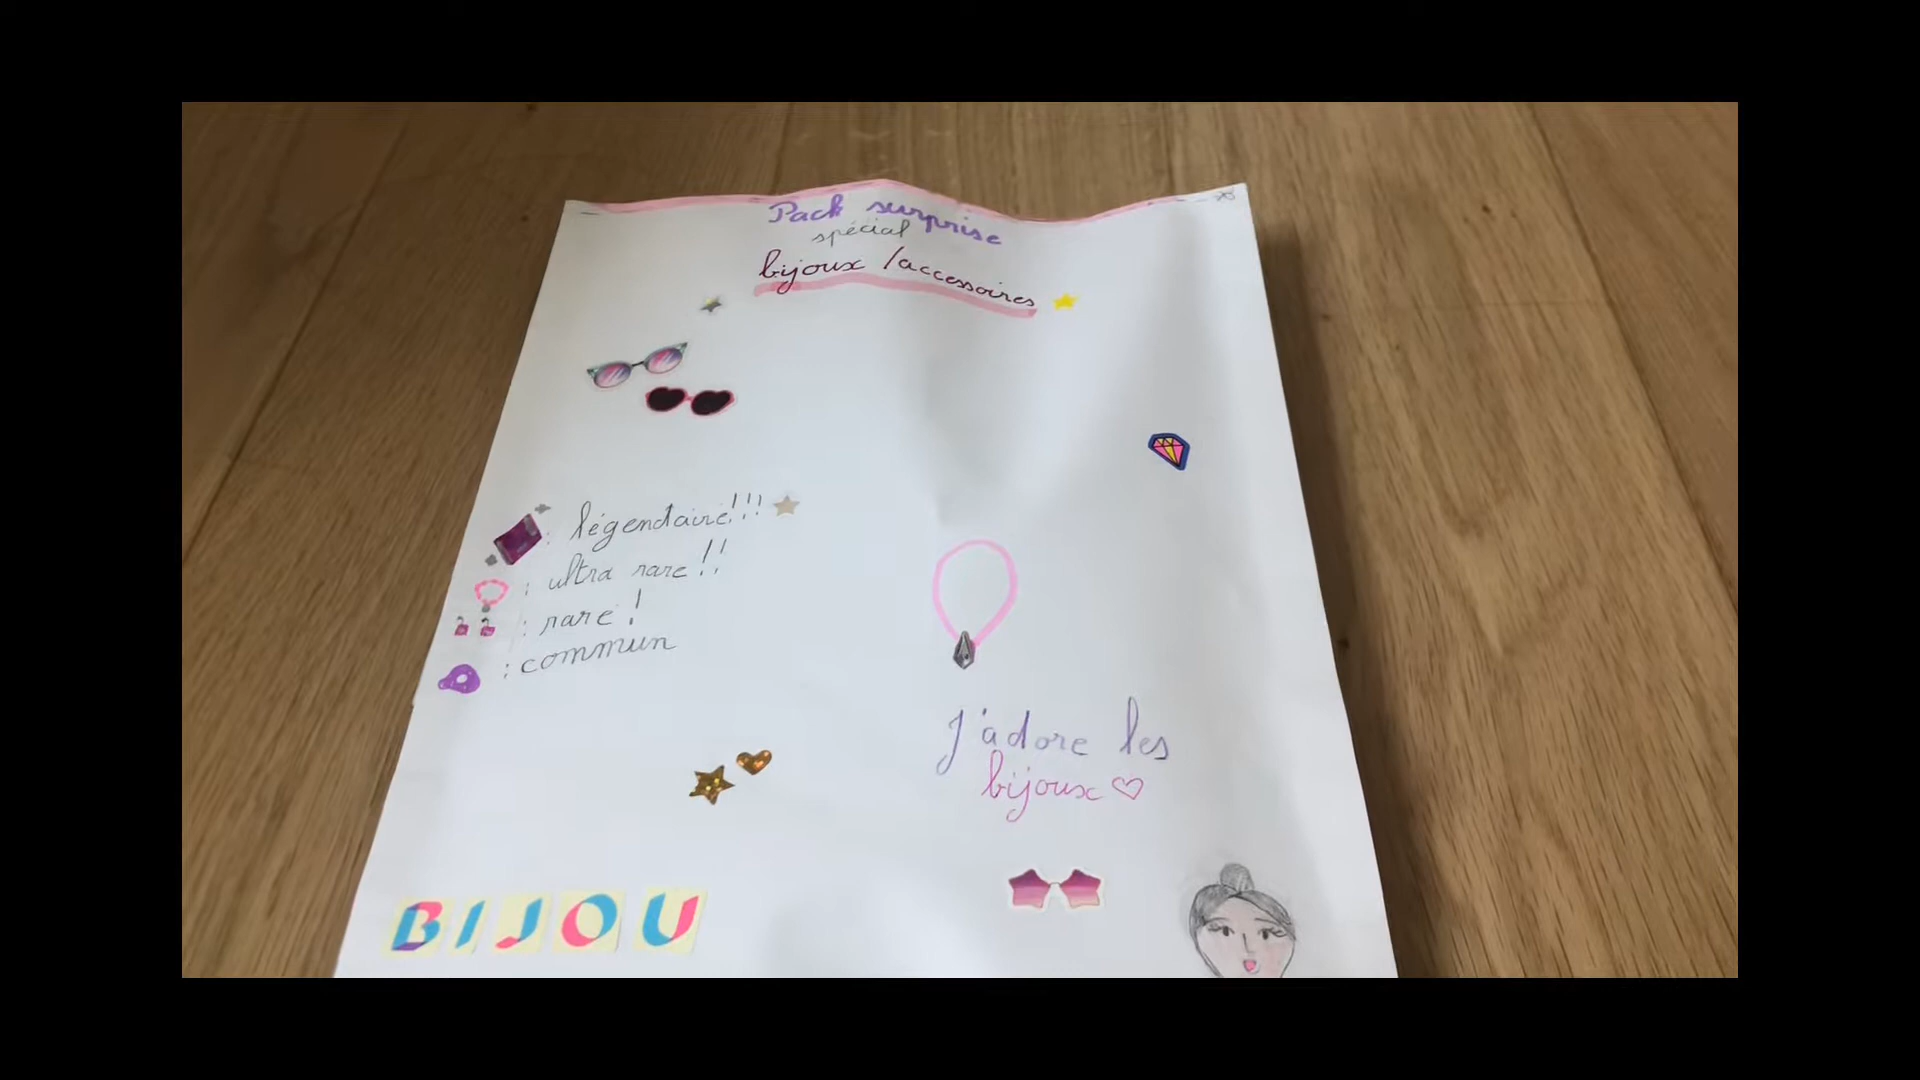 Pack surprise
spécial
bijoux / accessoires
: légendaire!!!
: ultra rare!!
: rare !
: commun
J'adore les
bijoux ♡
BIJOU